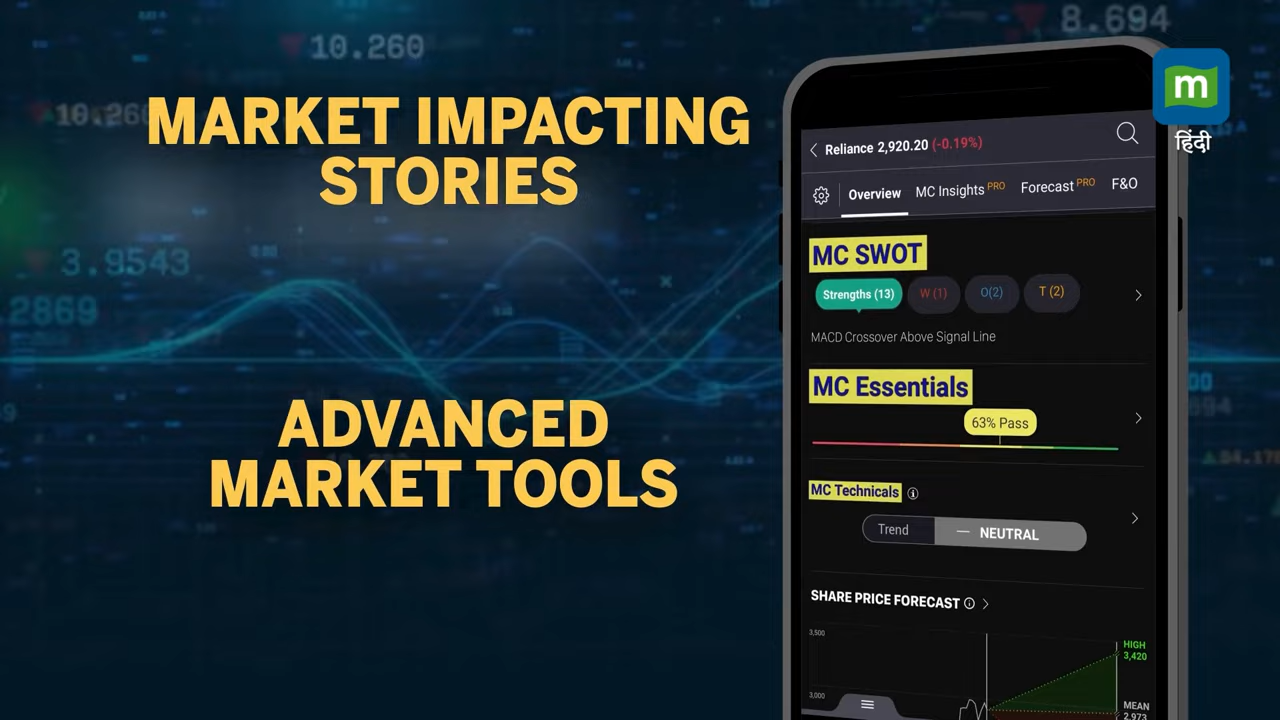 8.694
10.260
10.260
MARKET IMPACTING
STORIES
3.9543
2869
ADVANCED
MARKET TOOLS
m
हिंदी
Reliance 2,920.20 (-0.19%)
Overview MC Insights PRO Forecast PRO F&O
MC SWOT
Strengths (13) W (1) O(2) T (2)
MACD Crossover Above Signal Line
MC Essentials
63% Pass
MC Technicals
Trend — NEUTRAL
SHARE PRICE FORECAST
3,500
HIGH
3,420
3,000
MEAN
2,973